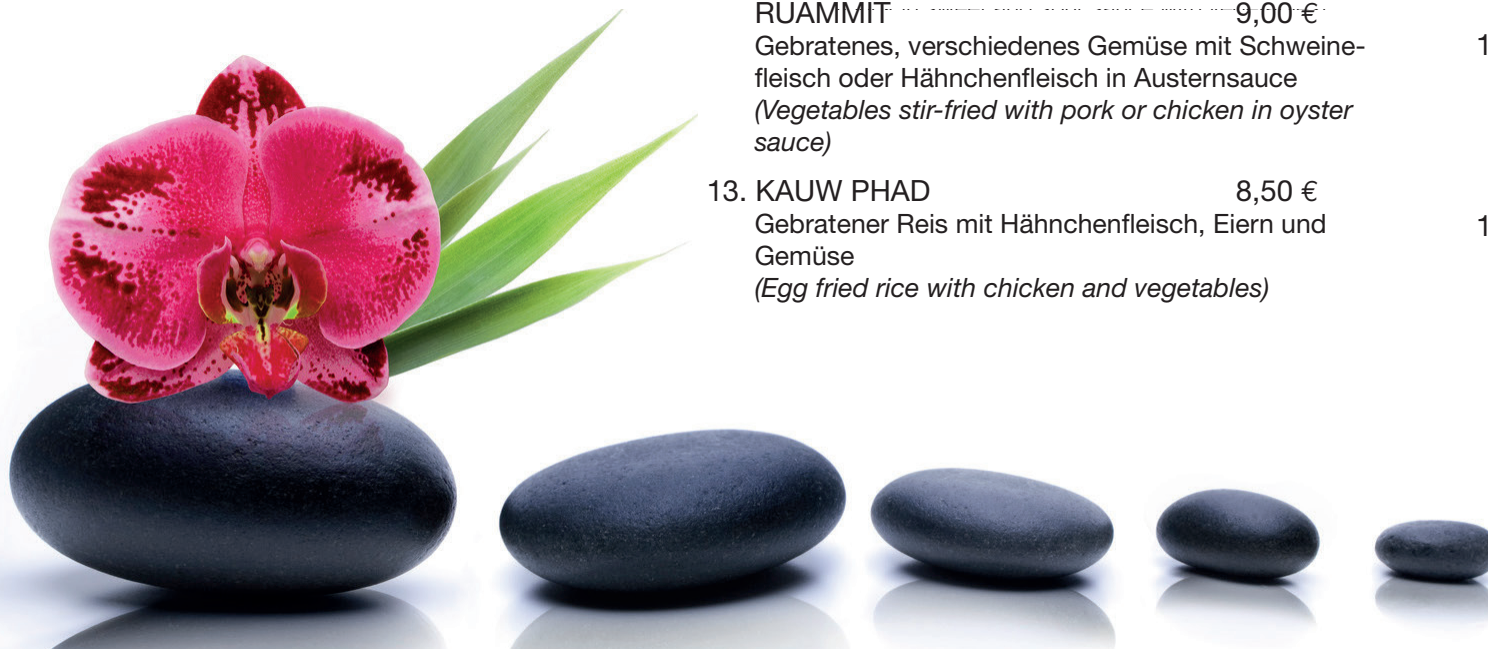 RUAMMIT 9,00 €
Gebratenes, verschiedenes Gemüse mit Schweine-
fleisch oder Hähnchenfleisch in Austernsauce
(Vegetables stir-fried with pork or chicken in oyster
sauce)
13. KAUW PHAD 8,50 €
Gebratener Reis mit Hähnchenfleisch, Eiern und
Gemüse
(Egg fried rice with chicken and vegetables)
1
1